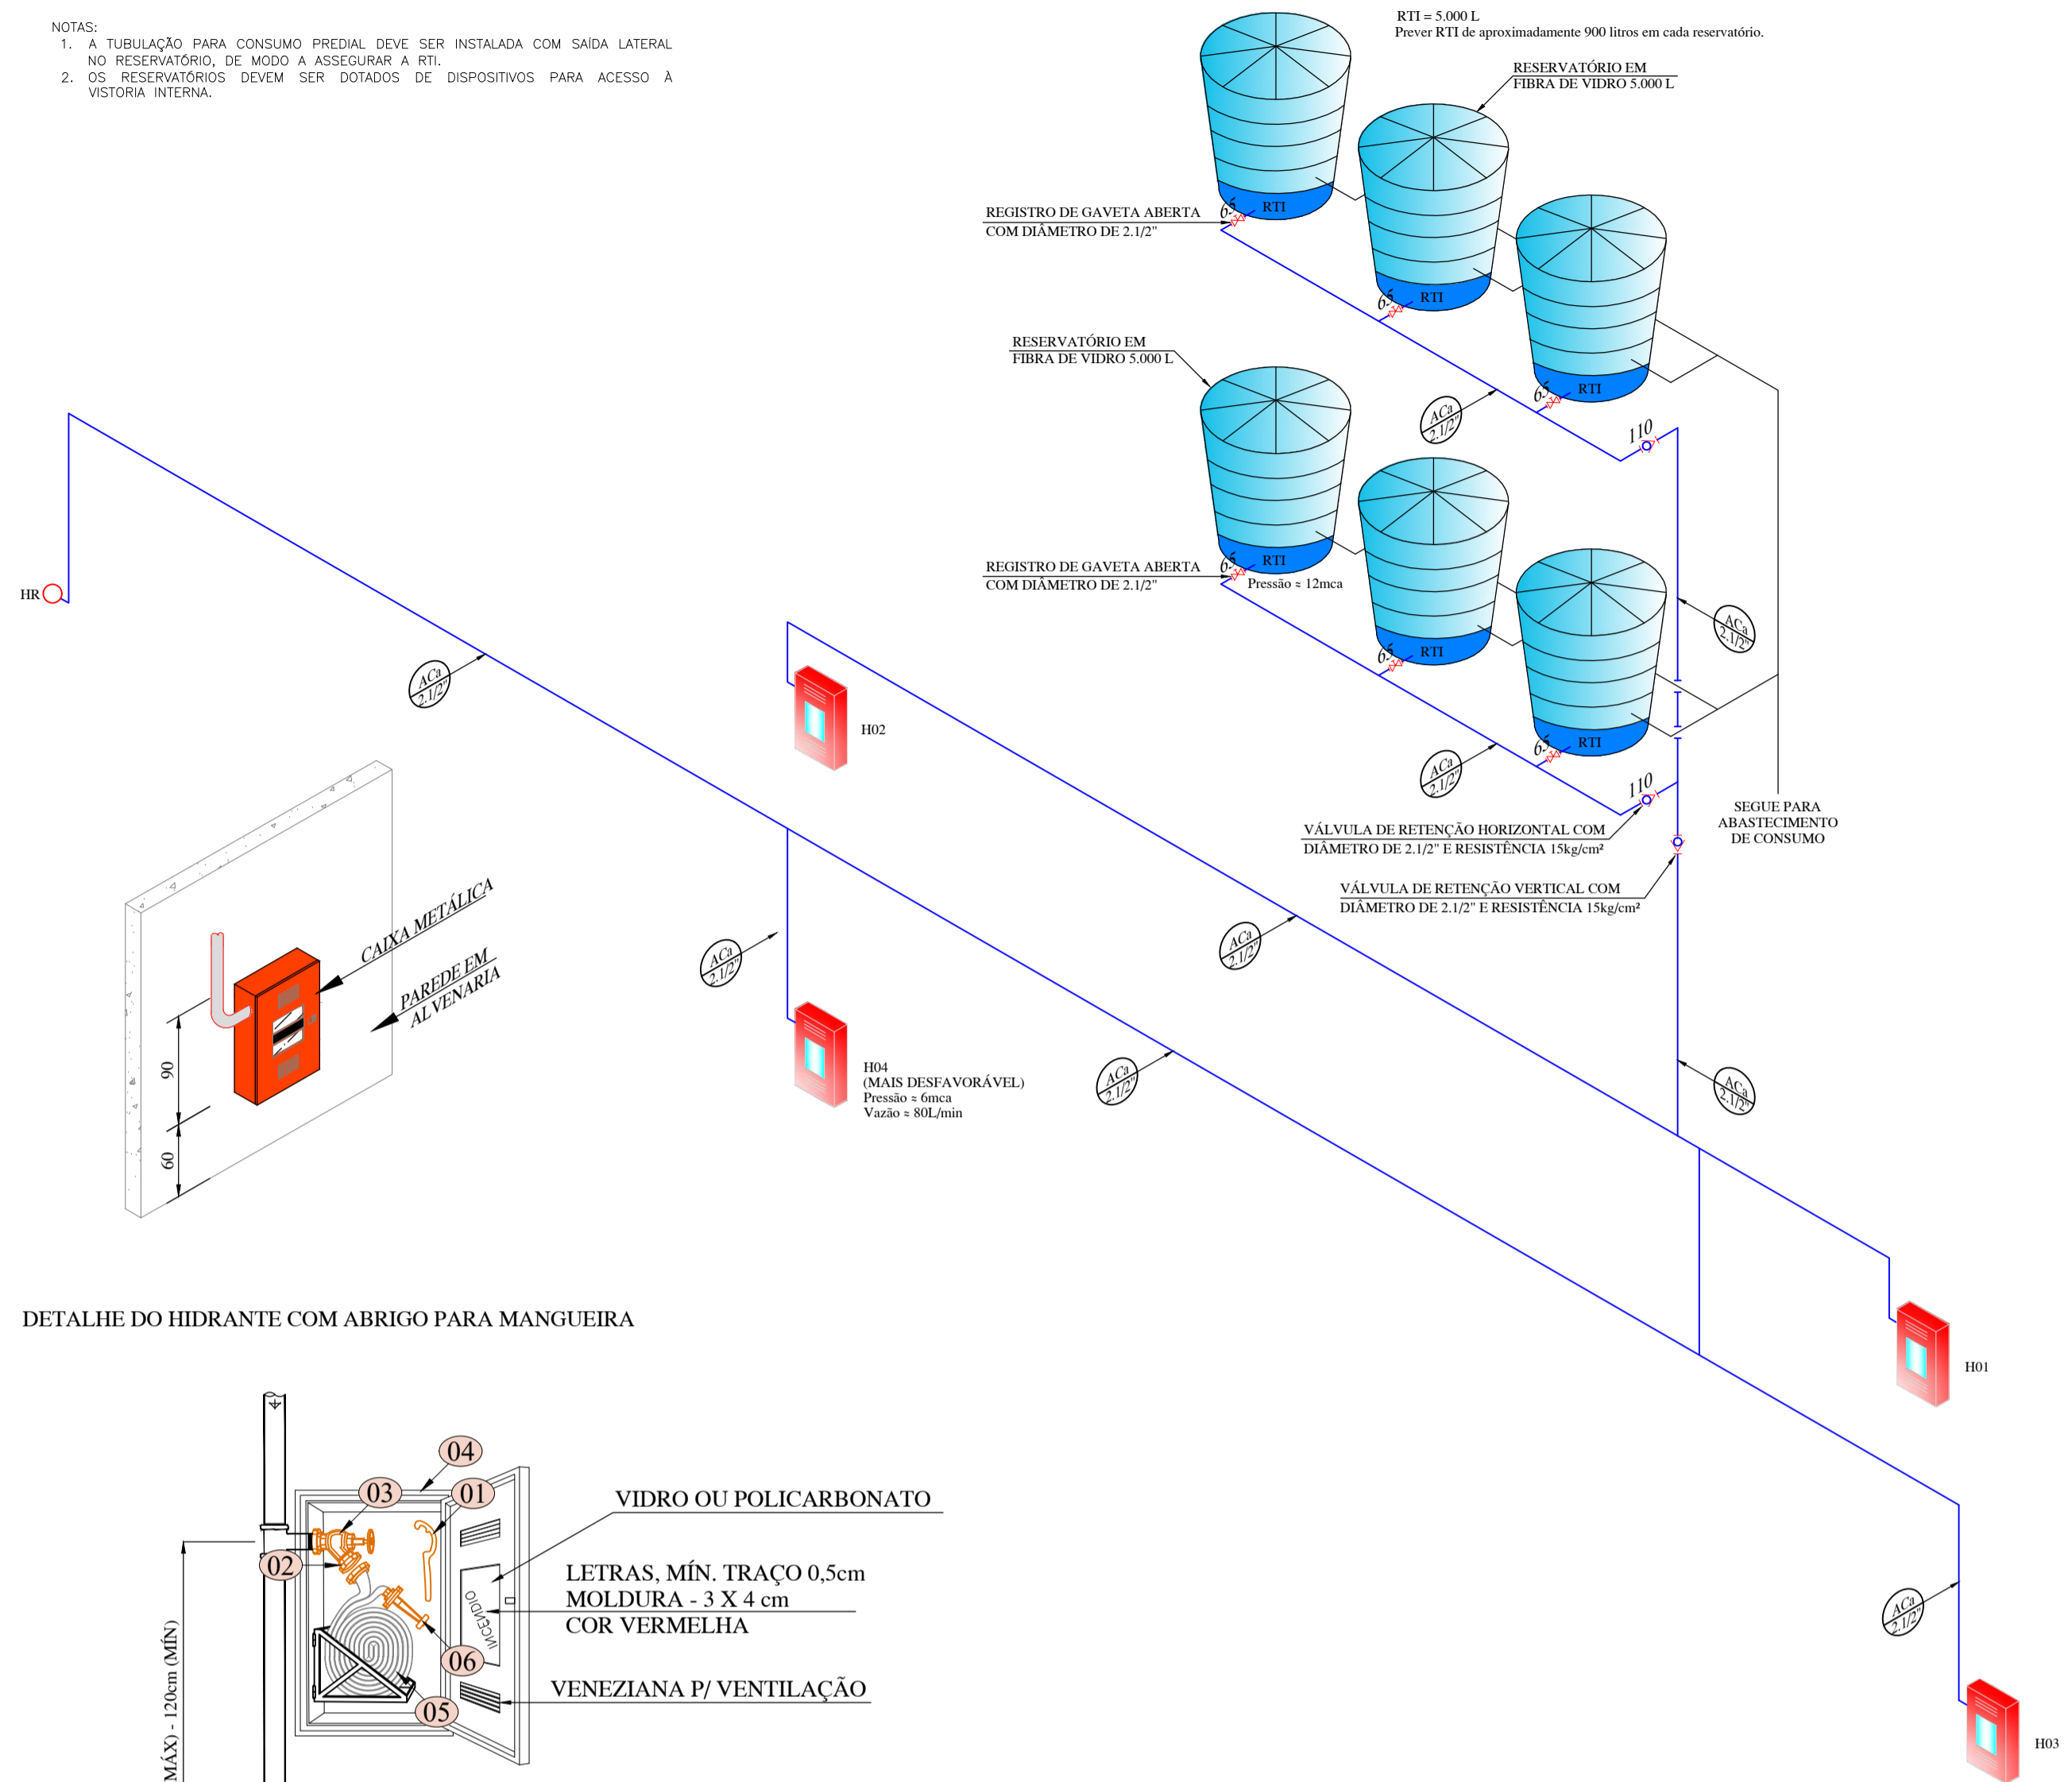 NOTAS:
1. A TUBULAÇÃO PARA CONSUMO PREDIAL DEVE SER INSTALADA COM SAÍDA LATERAL
NO RESERVATÓRIO, DE MODO A ASSEGURAR A RTI.
2. OS RESERVATÓRIOS DEVEM SER DOTADOS DE DISPOSITIVOS PARA ACESSO À
VISTORIA INTERNA.
RTI = 5.000 L
Prever RTI de aproximadamente 900 litros em cada reservatório.
RESERVATÓRIO EM
FIBRA DE VIDRO 5.000 L
REGISTRO DE GAVETA ABERTA
COM DIÂMETRO DE 2.1/2"
65
RTI
65
RTI
65
RTI
ACa
2.1/2"
110
RESERVATÓRIO EM
FIBRA DE VIDRO 5.000 L
REGISTRO DE GAVETA ABERTA
COM DIÂMETRO DE 2.1/2"
65
RTI
Pressão ≈ 12mca
65
RTI
65
RTI
ACa
2.1/2"
ACa
2.1/2"
110
VÁLVULA DE RETENÇÃO HORIZONTAL COM
DIÂMETRO DE 2.1/2" E RESISTÊNCIA 15kg/cm²
SEGUE PARA
ABASTECIMENTO
DE CONSUMO
VÁLVULA DE RETENÇÃO VERTICAL COM
DIÂMETRO DE 2.1/2" E RESISTÊNCIA 15kg/cm²
HR
ACa
2.1/2"
H02
ACa
2.1/2"
ACa
2.1/2"
H04
(MAIS DESFAVORÁVEL)
Pressão ≈ 6mca
Vazão ≈ 80L/min
ACa
2.1/2"
ACa
2.1/2"
H01
ACa
2.1/2"
H03
CAIXA METÁLICA
PAREDE EM
ALVENARIA
90
60
DETALHE DO HIDRANTE COM ABRIGO PARA MANGUEIRA
04
03
01
02
06
05
INCÊNDIO
VIDRO OU POLICARBONATO
LETRAS, MÍN. TRAÇO 0,5cm
MOLDURA - 3 X 4 cm
COR VERMELHA
VENEZIANA P/ VENTILAÇÃO
MÁX) - 120cm (MÍN)